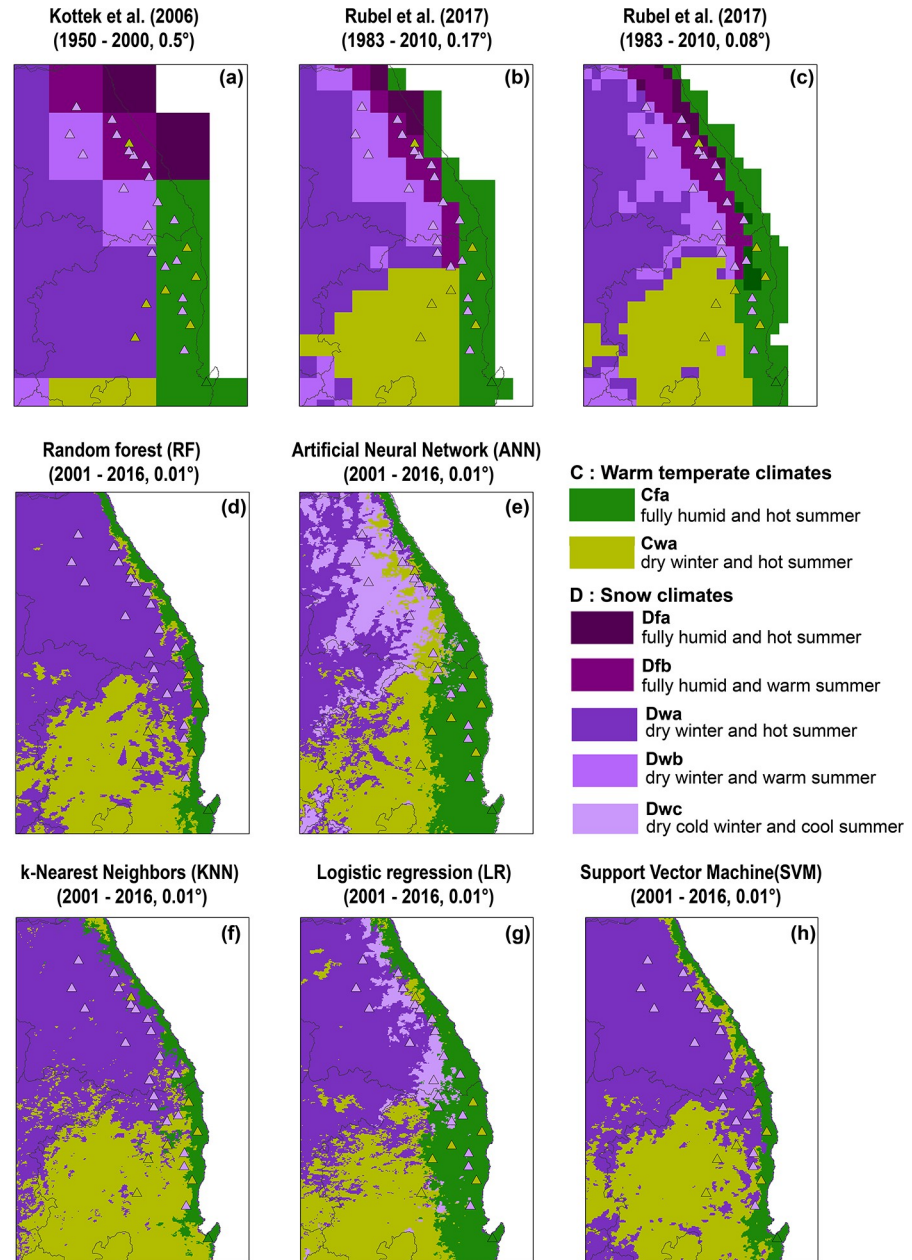 Kottek et al. (2006)
(1950 - 2000, 0.5°)
(a)
Rubel et al. (2017)
(1983 - 2010, 0.17°)
(b)
Rubel et al. (2017)
(1983 - 2010, 0.08°)
(c)
Random forest (RF)
(2001 - 2016, 0.01°)
(d)
Artificial Neural Network (ANN)
(2001 - 2016, 0.01°)
(e)
C : Warm temperate climates
Cfa
fully humid and hot summer
Cwa
dry winter and hot summer
D : Snow climates
Dfa
fully humid and hot summer
Dfb
fully humid and warm summer
Dwa
dry winter and hot summer
Dwb
dry winter and warm summer
Dwc
dry cold winter and cool summer
k-Nearest Neighbors (KNN)
(2001 - 2016, 0.01°)
(f)
Logistic regression (LR)
(2001 - 2016, 0.01°)
(g)
Support Vector Machine(SVM)
(2001 - 2016, 0.01°)
(h)